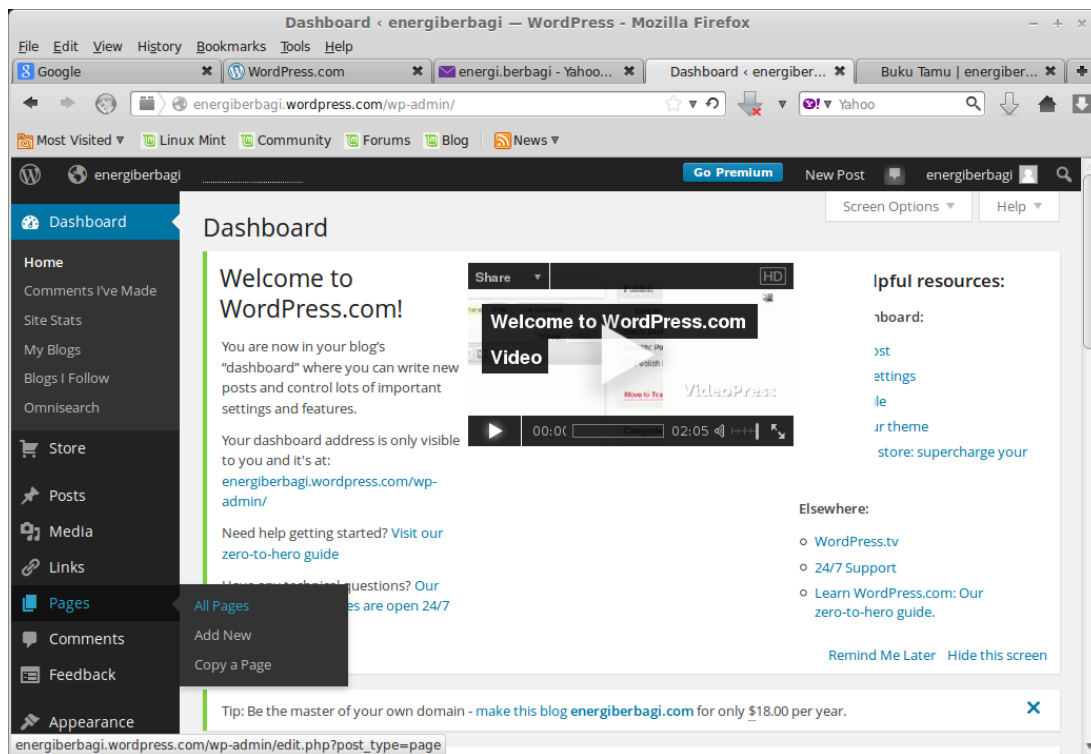 Dashboard ‹ energiberbagi — WordPress - Mozilla Firefox
File Edit View History Bookmarks Tools Help
Google WordPress.com energi.berbagi - Yahoo... Dashboard ‹ energiber... Buku Tamu | energiber...
energiberbagi.wordpress.com/wp-admin/ Yahoo
Most Visited Linux Mint Community Forums Blog News
energiberbagi Go Premium New Post energiberbagi
Screen Options Help
Dashboard
Home
Comments I've Made
Site Stats
My Blogs
Blogs I Follow
Omnisearch
Store
Posts
Media
Links
Pages
Comments
Feedback
Appearance
All Pages
Add New
Copy a Page
Dashboard
Welcome to
WordPress.com!
You are now in your blog's
“dashboard” where you can write new
posts and control lots of important
settings and features.
Your dashboard address is only visible
to you and it's at:
energiberbagi.wordpress.com/wp-
admin/
Need help getting started? Visit our
zero-to-hero guide
questions? Our
are open 24/7
Share HD
Welcome to WordPress.com
Video
VideoPress
02:05
lpful resources:
board:
ost
ettings
le
ur theme
store: supercharge your
Elsewhere:
WordPress.tv
24/7 Support
Learn WordPress.com: Our
zero-to-hero guide.
Remind Me Later Hide this screen
Tip: Be the master of your own domain - make this blog energiberbagi.com for only $18.00 per year.
energiberbagi.wordpress.com/wp-admin/edit.php?post_type=page